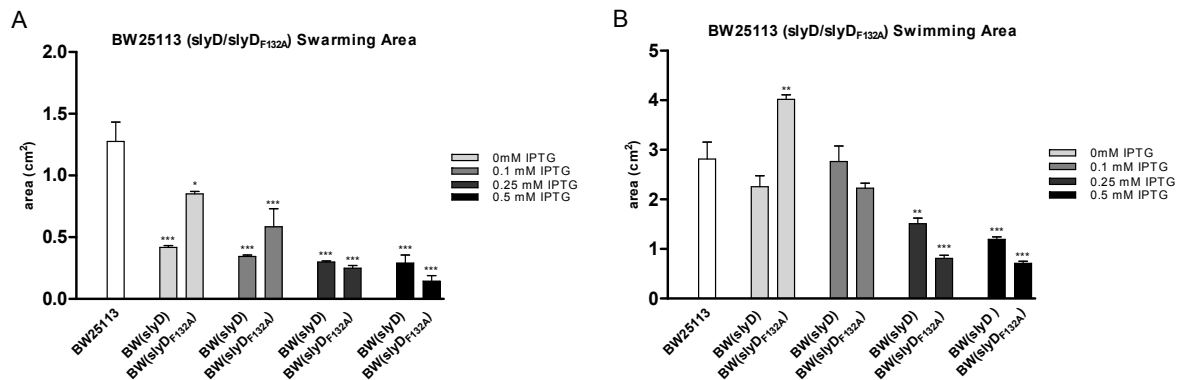 A
BW25113 (slyD/slyDF132A) Swarming Area
2.0
1.5
1.0
0.5
0.0
area (cm2)
*
***
***
***
***
***
***
***
BW25113
BW(slyD)
BW(slyDF132A)
BW(slyD)
BW(slyDF132A)
BW(slyD)
BW(slyDF132A)
BW(slyD)
BW(slyDF132A)
0mM IPTG
0.1 mM IPTG
0.25 mM IPTG
0.5 mM IPTG
B
BW25113 (slyD/slyDF132A) Swimming Area
5
4
3
2
1
0
area (cm2)
**
**
***
***
***
BW25113
BW(slyD)
BW(slyDF132A)
BW(slyD)
BW(slyDF132A)
BW(slyD)
BW(slyDF132A)
BW(slyD )
BW(slyDF132A)
0mM IPTG
0.1 mM IPTG
0.25 mM IPTG
0.5 mM IPTG